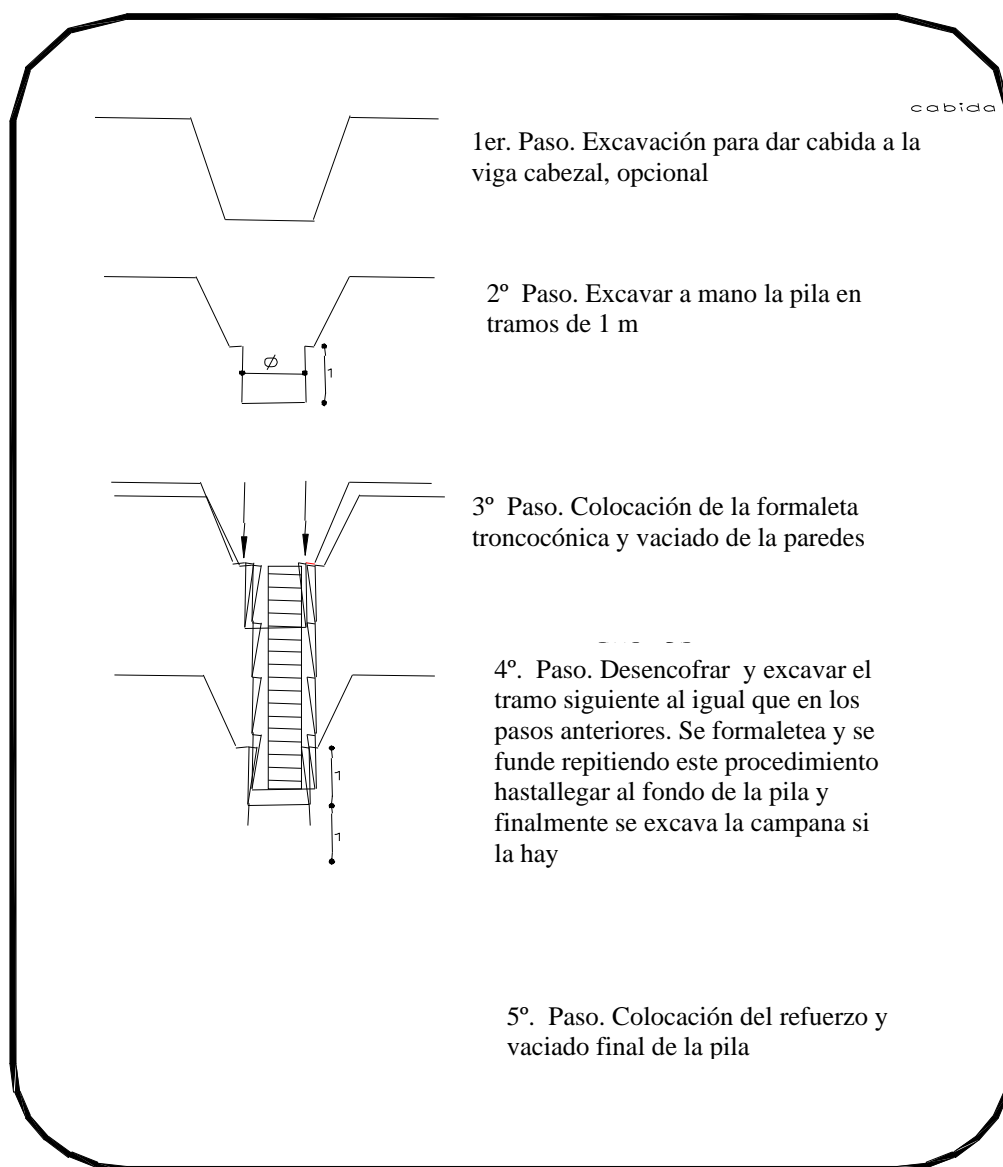 cabida
1er. Paso. Excavación para dar cabida a la
viga cabezal, opcional
2º Paso. Excavar a mano la pila en
tramos de 1 m
Ø
1
3º Paso. Colocación de la formaleta
troncocónica y vaciado de la paredes
4º. Paso. Desencofrar y excavar el
tramo siguiente al igual que en los
pasos anteriores. Se formaletea y se
funde repitiendo este procedimiento
hastallegar al fondo de la pila y
finalmente se excava la campana si
la hay
1
1
5º. Paso. Colocación del refuerzo y
vaciado final de la pila